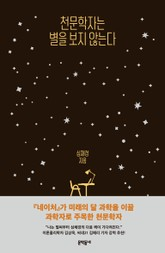 천문학자는
별을 보지 않는다
심채경
지음
『네이처』가 미래의 달 과학을 이끌
과학자로 주목한 천문학자
문학동네